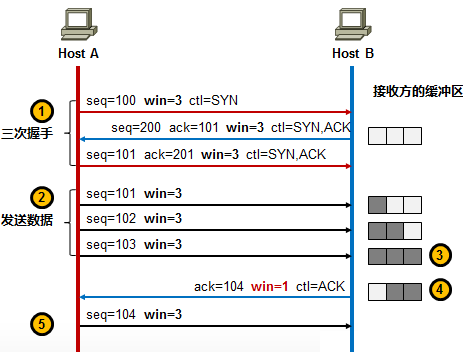 Host A
Host B
接收方的缓冲区
1
三次握手
seq=100 win=3 ctl=SYN
seq=200 ack=101 win=3 ctl=SYN,ACK
seq=101 ack=201 win=3 ctl=SYN,ACK
2
发送数据
seq=101 win=3
seq=102 win=3
seq=103 win=3
3
ack=104 win=1 ctl=ACK
4
5
seq=104 win=3